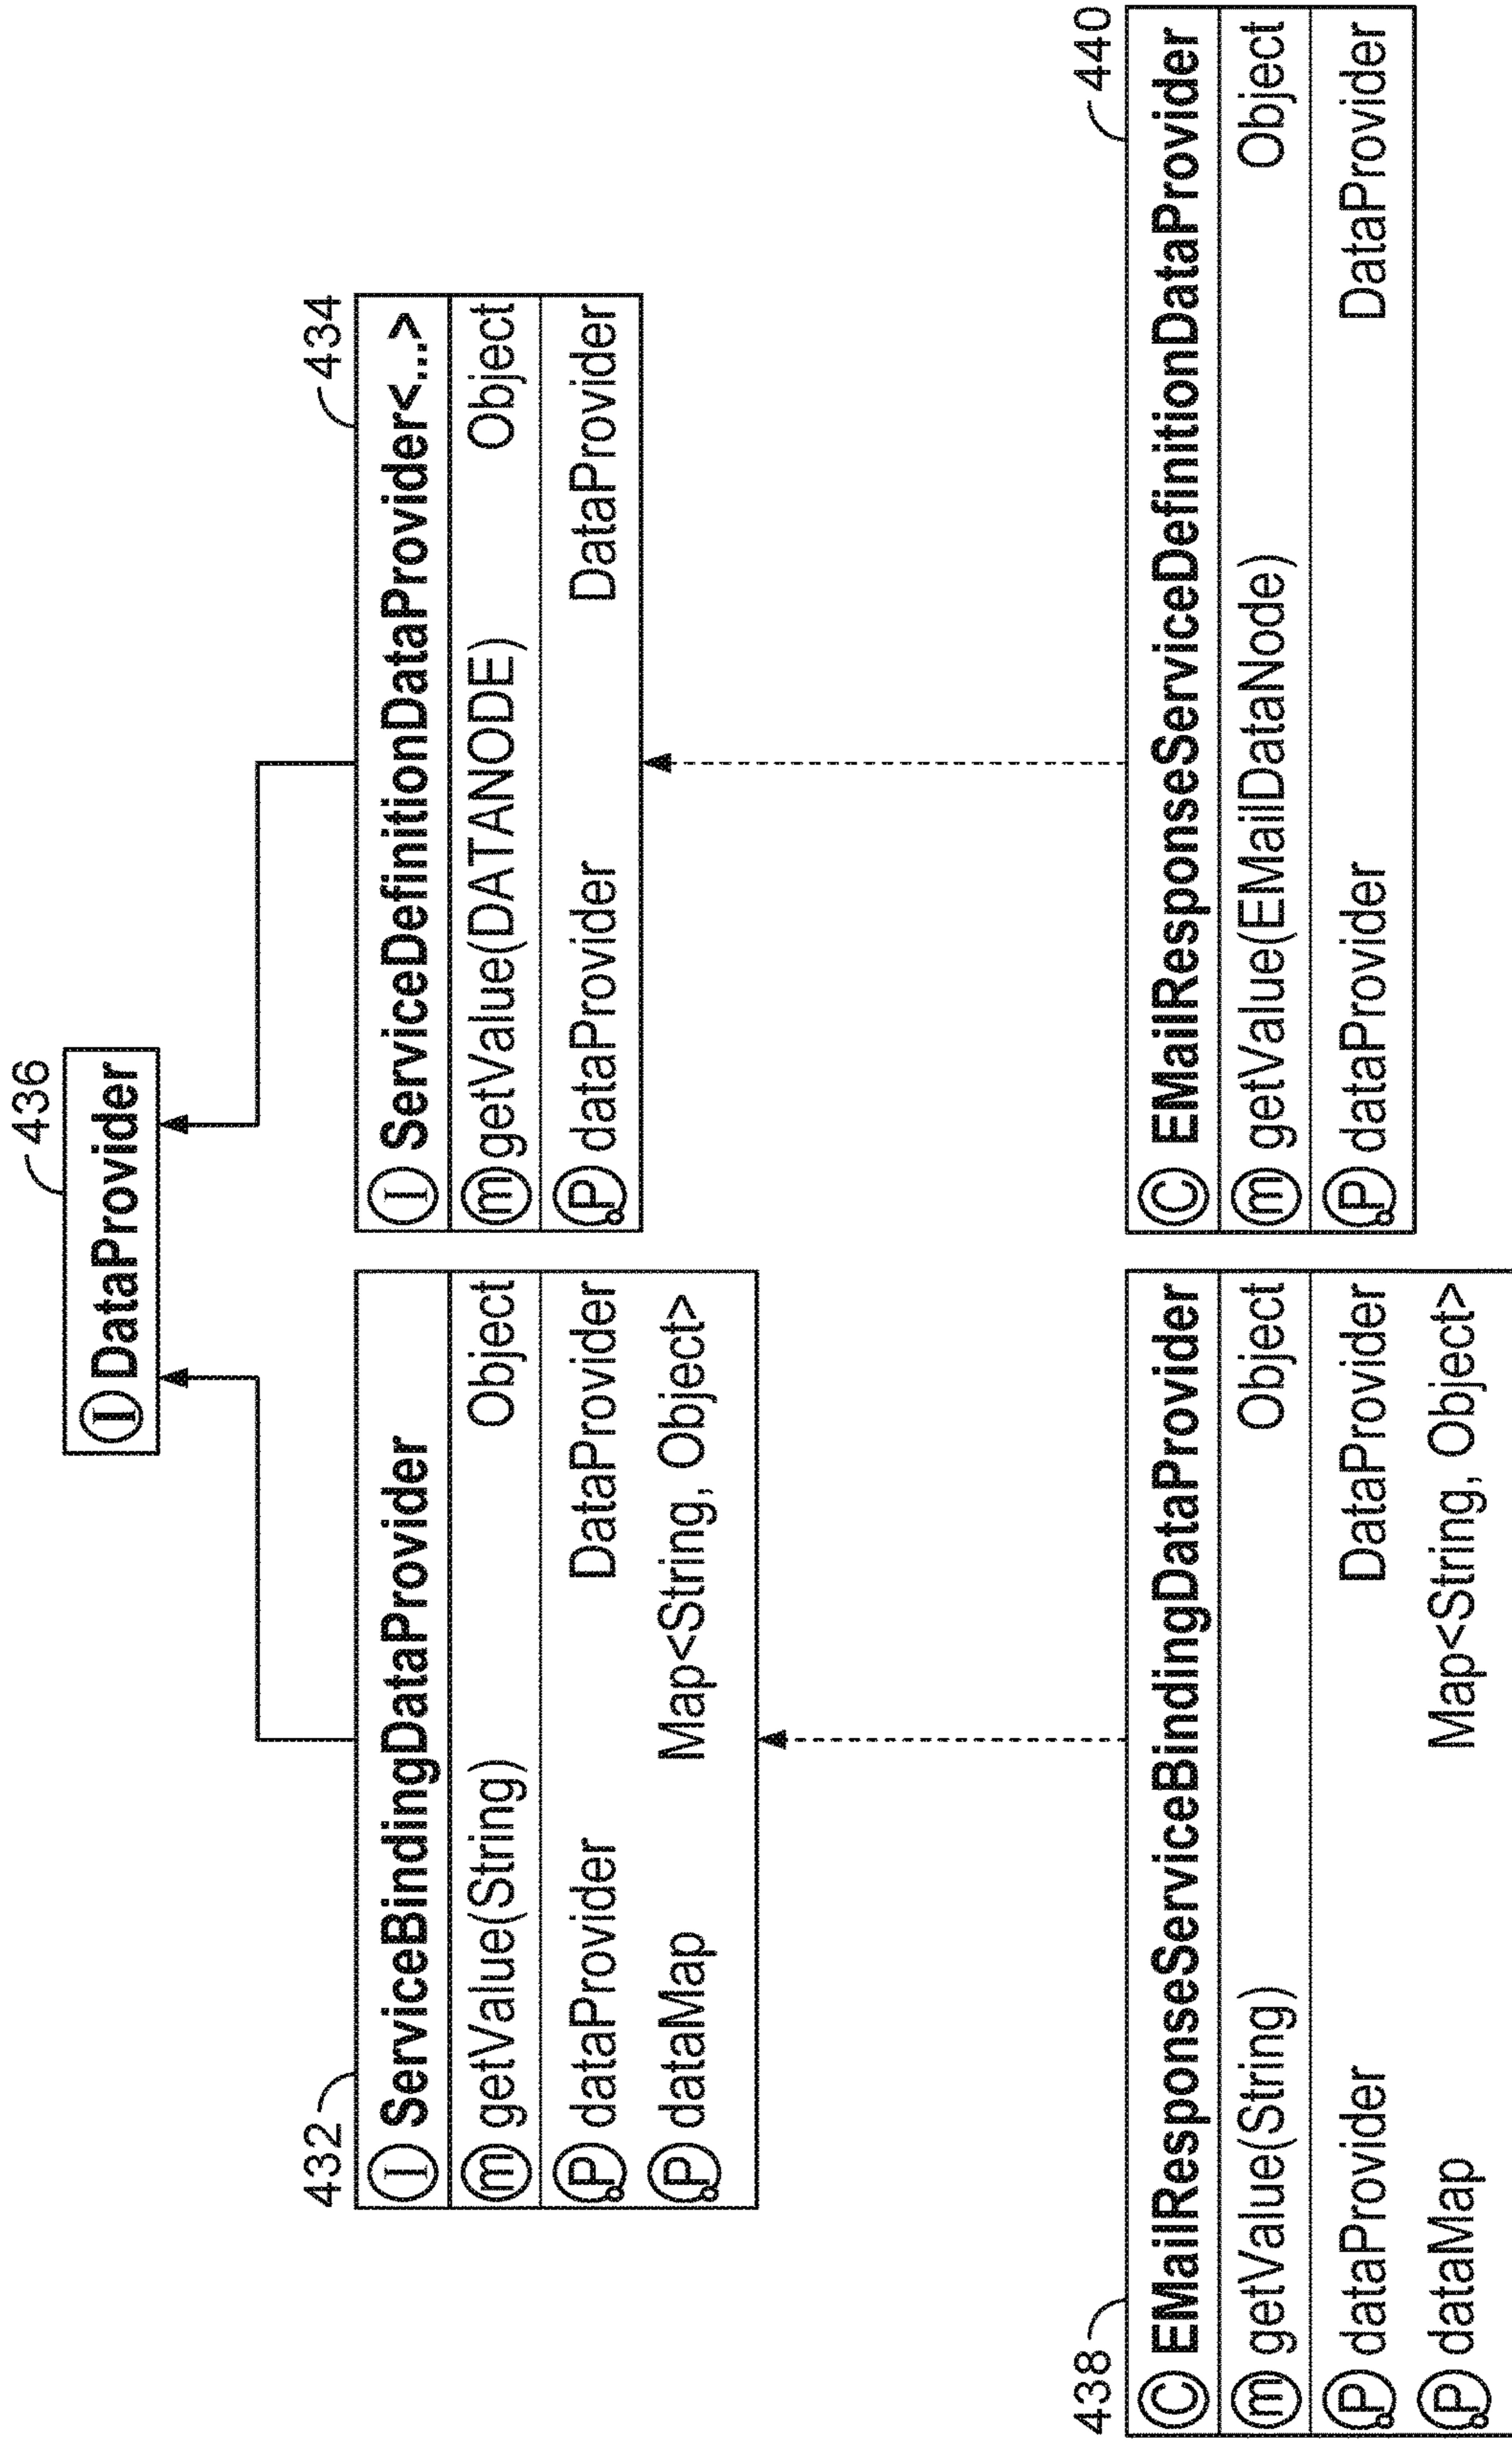 436
I DataProvider
432
I ServiceBindingDataProvider
m getValue(String) Object
P dataProvider DataProvider
P dataMap Map<String, Object>
434
I ServiceDefinitionDataProvider<...>
m getValue(DATANODE) Object
P dataProvider DataProvider
438
C EMailResponseServiceBindingDataProvider
m getValue(String) Object
P dataProvider DataProvider
P dataMap Map<String, Object>
440
C EMailResponseServiceDefinitionDataProvider
m getValue(EMailDataNode) Object
P dataProvider DataProvider